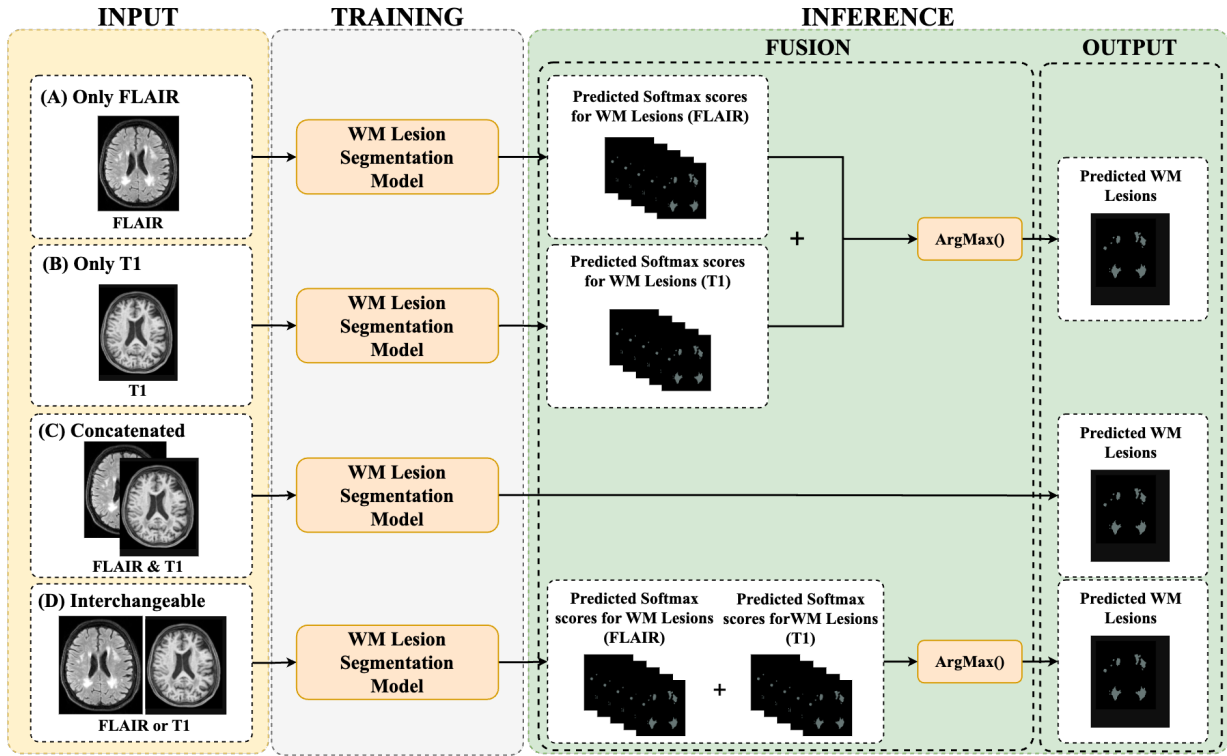 INPUT
TRAINING
INFERENCE
FUSION
OUTPUT
(A) Only FLAIR
FLAIR
WM Lesion
Segmentation
Model
Predicted Softmax scores
for WM Lesions (FLAIR)
(B) Only T1
T1
WM Lesion
Segmentation
Model
Predicted Softmax scores
for WM Lesions (T1)
+
ArgMax()
Predicted WM
Lesions
(C) Concatenated
FLAIR & T1
WM Lesion
Segmentation
Model
Predicted WM
Lesions
(D) Interchangeable
FLAIR or T1
WM Lesion
Segmentation
Model
Predicted Softmax
scores for WM Lesions
(FLAIR)
+
Predicted Softmax
scores forWM Lesions
(T1)
ArgMax()
Predicted WM
Lesions